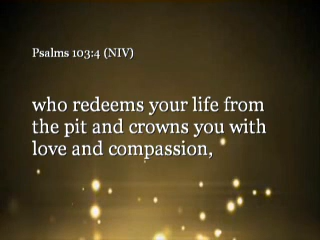 Psalms 103:4 (NIV)
who redeems your life from
the pit and crowns you with
love and compassion,